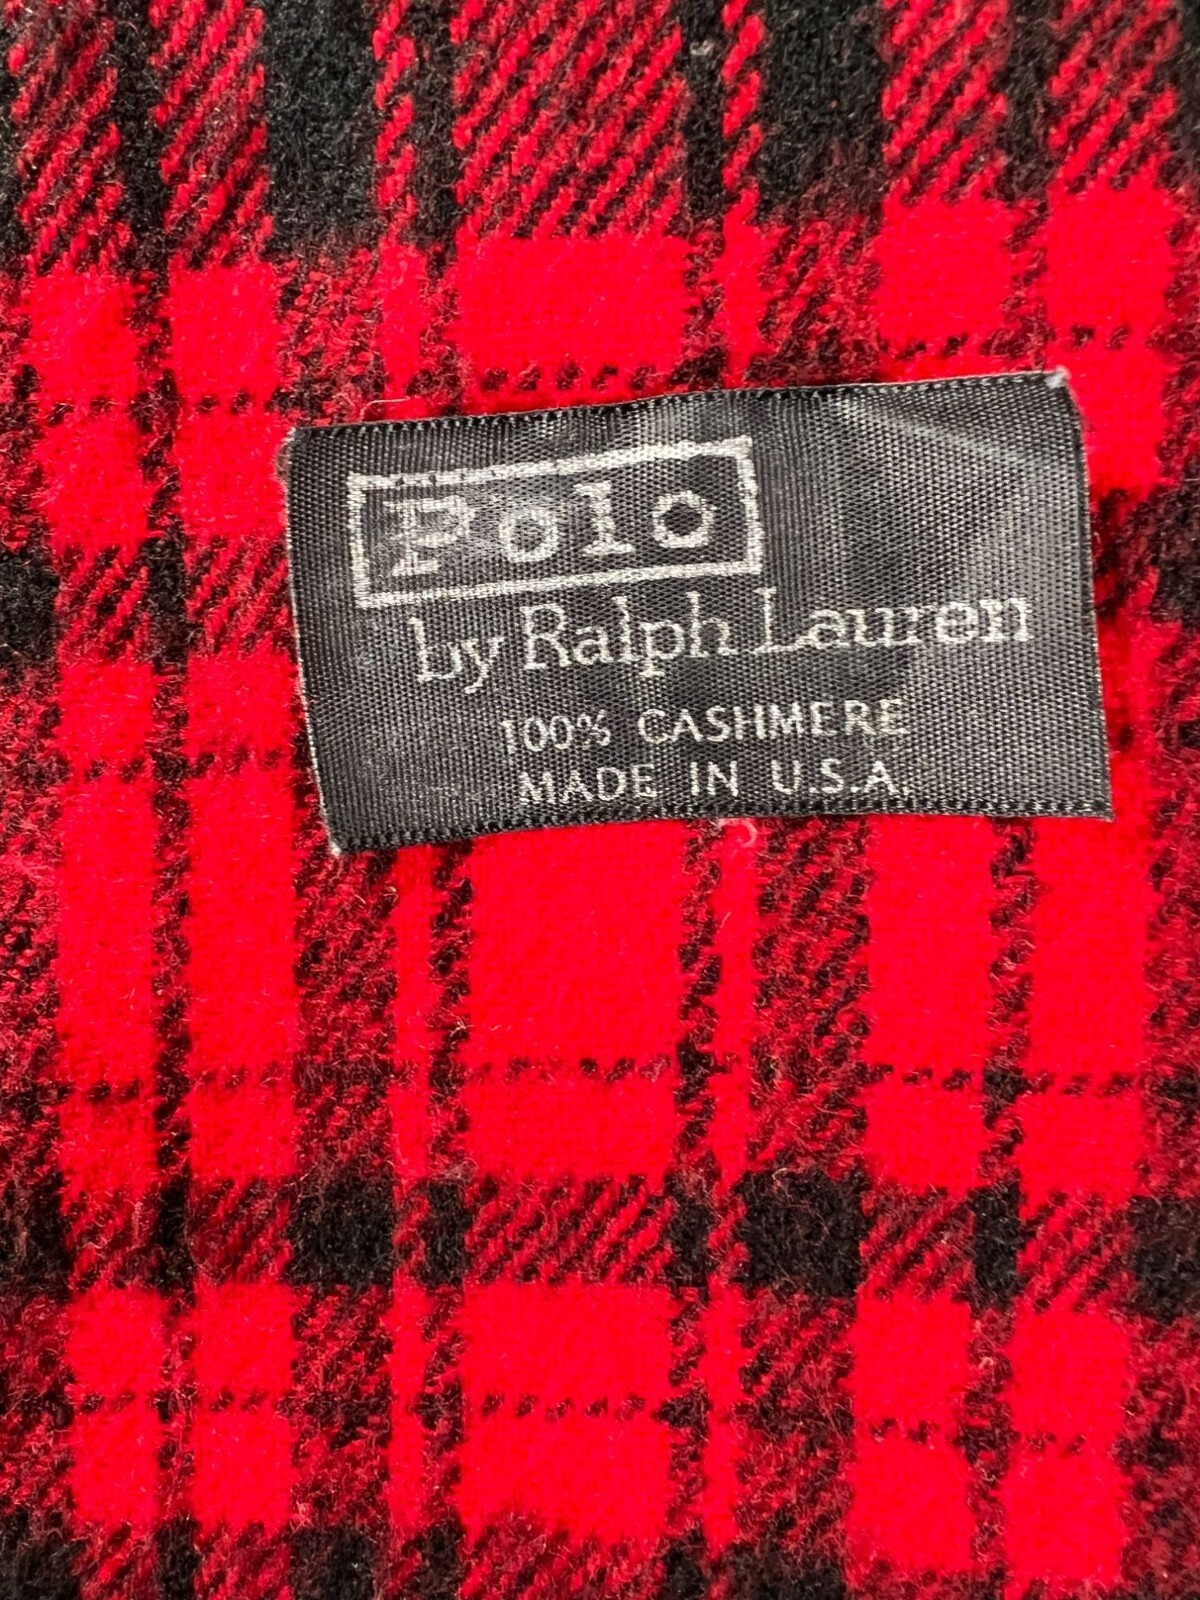 Polo
by Ralph Lauren
100% CASHMERE
MADE IN U.S.A.